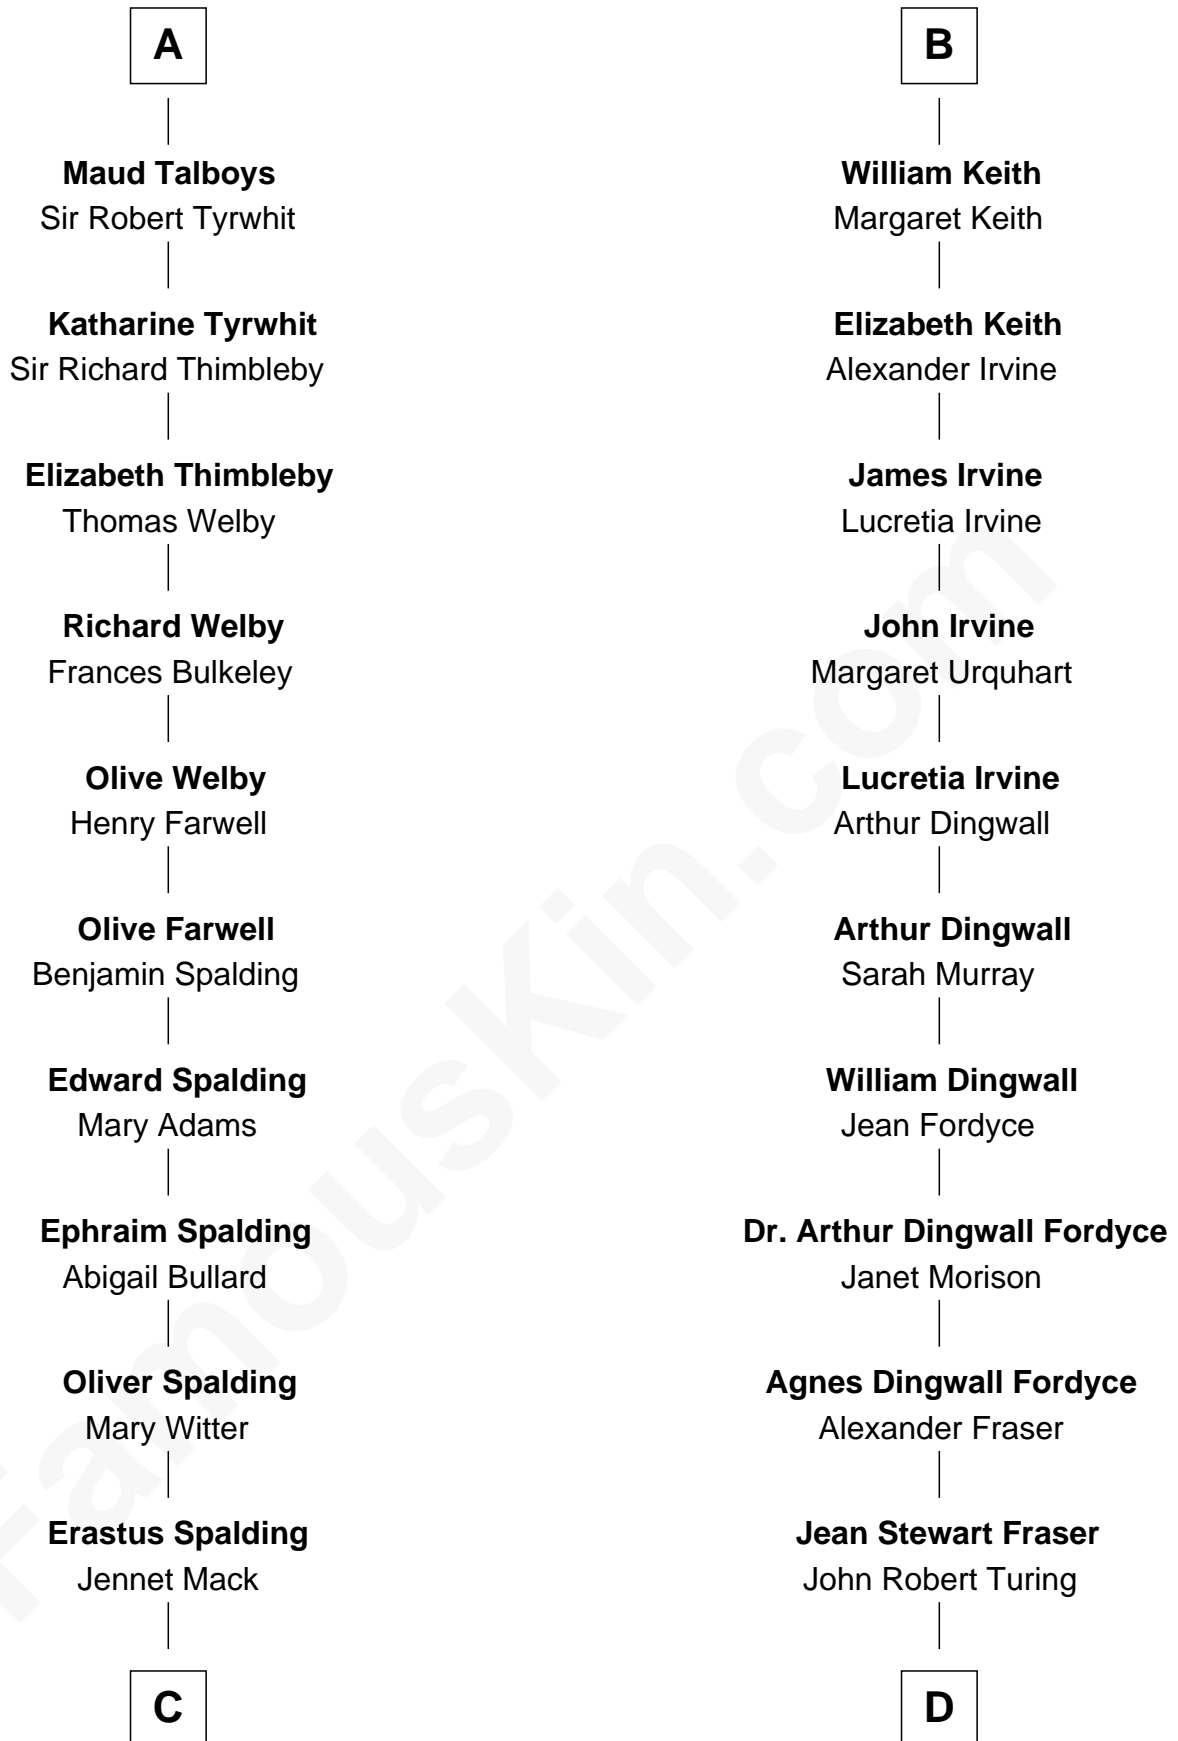 A
Maud Talboys
Sir Robert Tyrwhit
Katharine Tyrwhit
Sir Richard Thimbleby
Elizabeth Thimbleby
Thomas Welby
Richard Welby
Frances Bulkeley
Olive Welby
Henry Farwell
Olive Farwell
Benjamin Spalding
Edward Spalding
Mary Adams
Ephraim Spalding
Abigail Bullard
Oliver Spalding
Mary Witter
Erastus Spalding
Jennet Mack
C
B
William Keith
Margaret Keith
Elizabeth Keith
Alexander Irvine
James Irvine
Lucretia Irvine
John Irvine
Margaret Urquhart
Lucretia Irvine
Arthur Dingwall
Arthur Dingwall
Sarah Murray
William Dingwall
Jean Fordyce
Dr. Arthur Dingwall Fordyce
Janet Morison
Agnes Dingwall Fordyce
Alexander Fraser
Jean Stewart Fraser
John Robert Turing
D
FamousKin.com